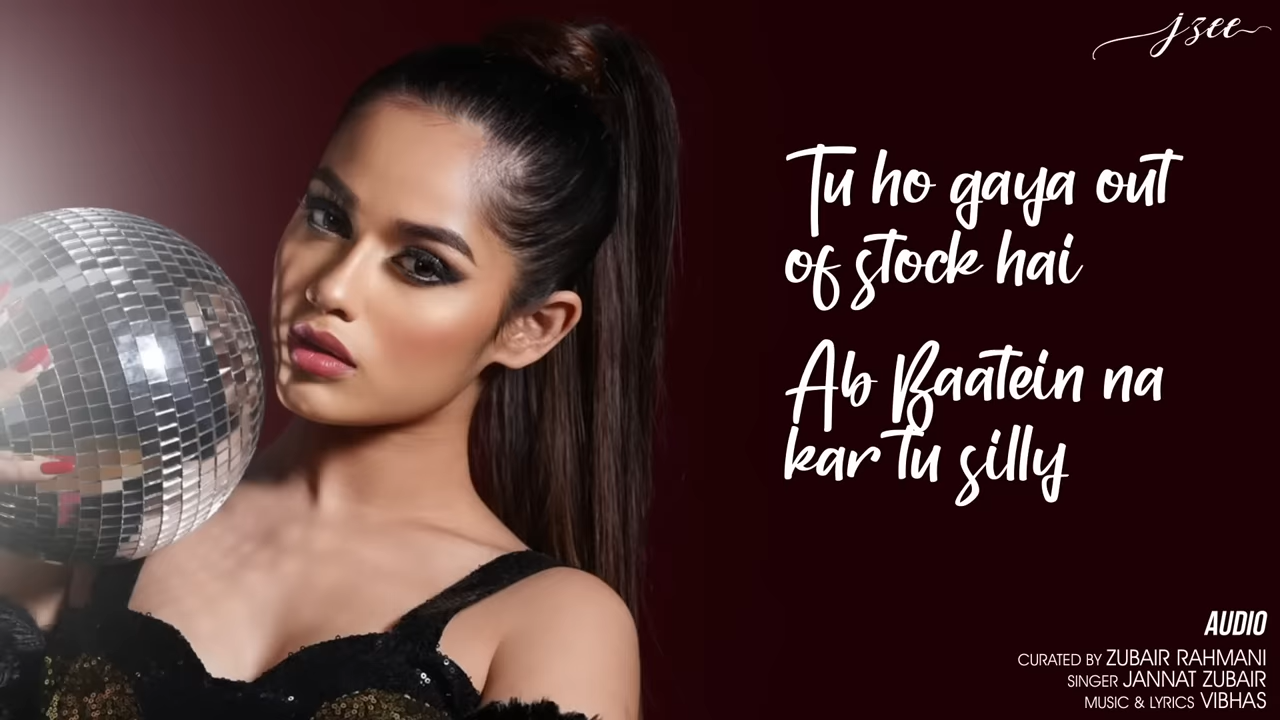 jzee
Tu ho gaya out
of stock hai
Ab Baatein na
kar tu silly
AUDIO
CURATED BY ZUBAIR RAHMANI
SINGER JANNAT ZUBAIR
MUSIC & LYRICS VIBHAS